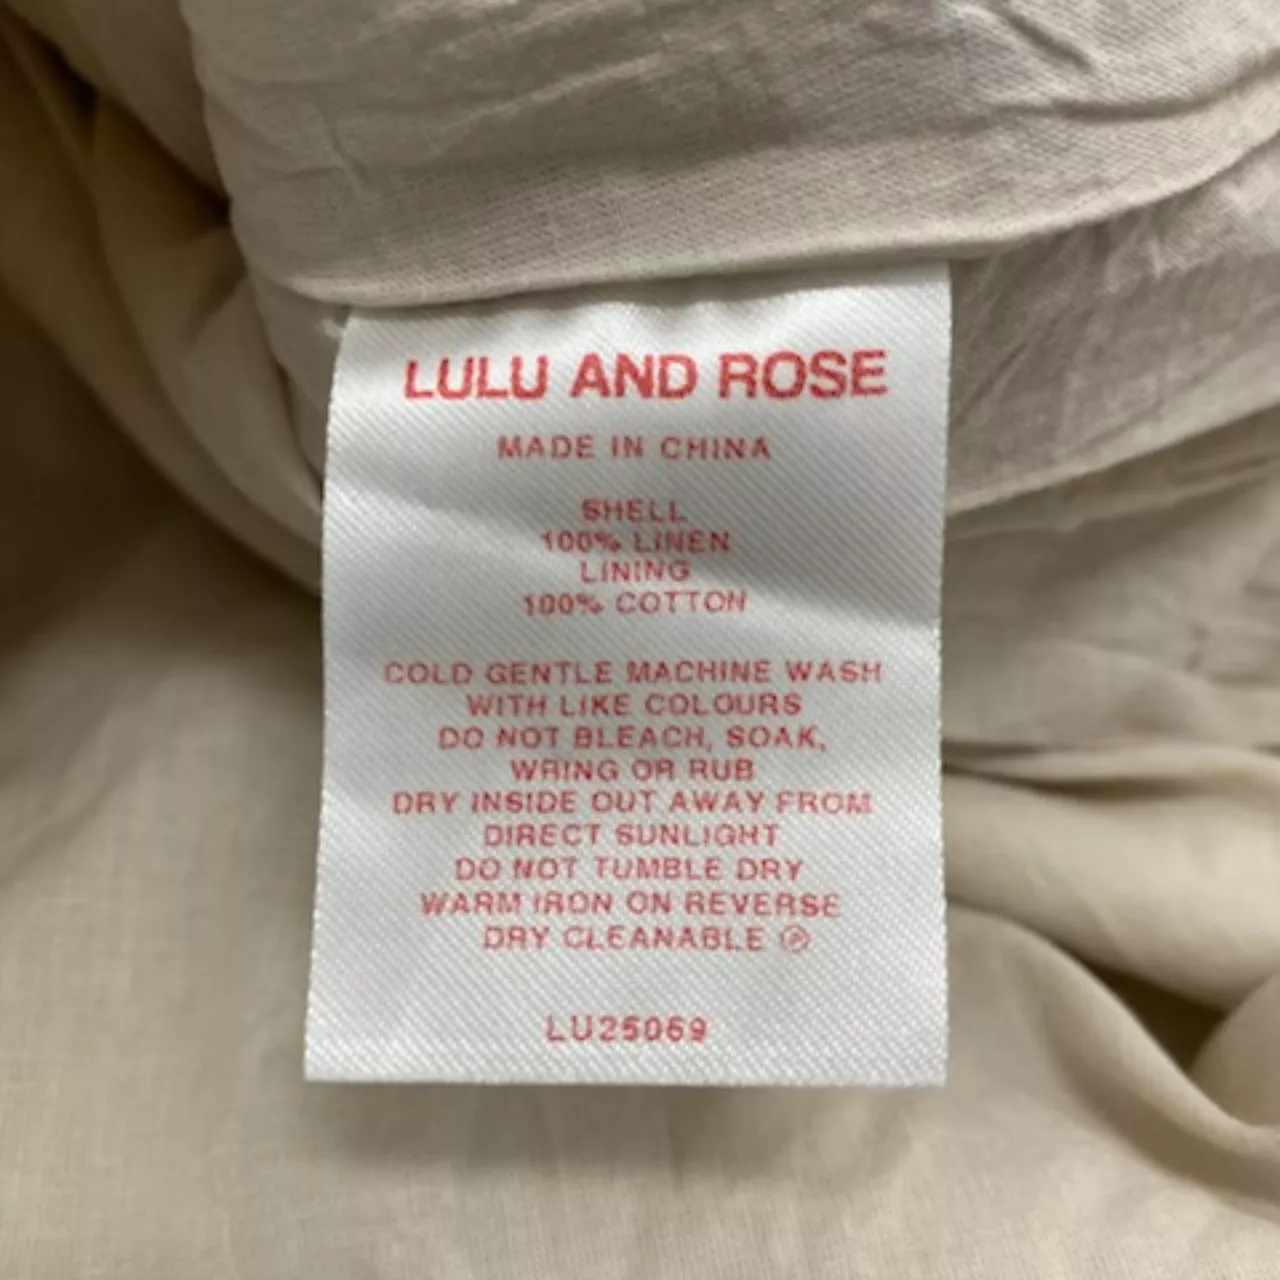 LULU AND ROSE
MADE IN CHINA
SHELL
100% LINEN
LINING
100% COTTON
COLD GENTLE MACHINE WASH
WITH LIKE COLOURS
DO NOT BLEACH, SOAK,
WRING OR RUB
DRY INSIDE OUT AWAY FROM
DIRECT SUNLIGHT
DO NOT TUMBLE DRY
WARM IRON ON REVERSE
DRY CLEANABLE Ⓟ
LU25069